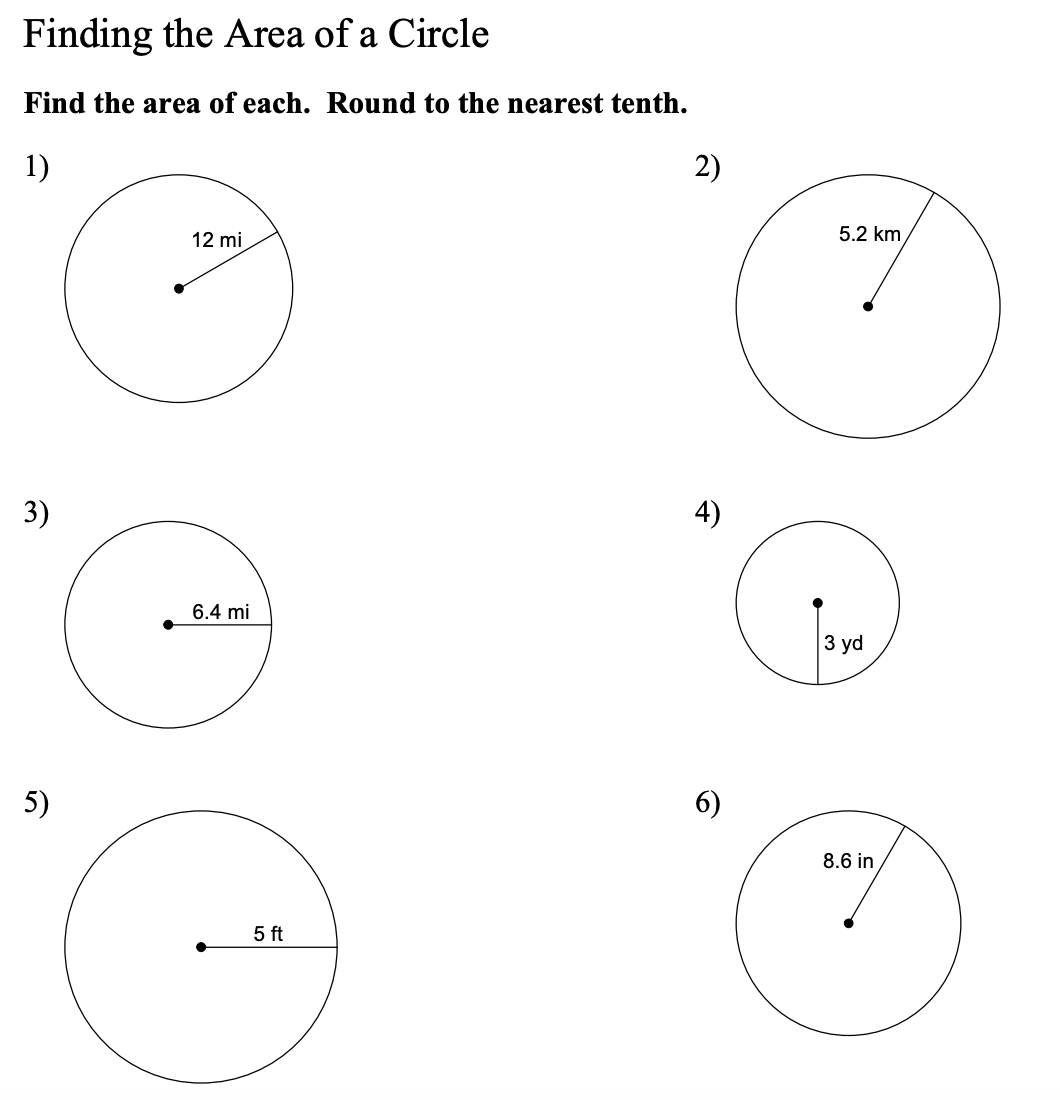 Finding the Area of a Circle
Find the area of each.  Round to the nearest tenth.
1)
12 mi
2)
5.2 km
3)
6.4 mi
4)
3 yd
5)
5 ft
6)
8.6 in